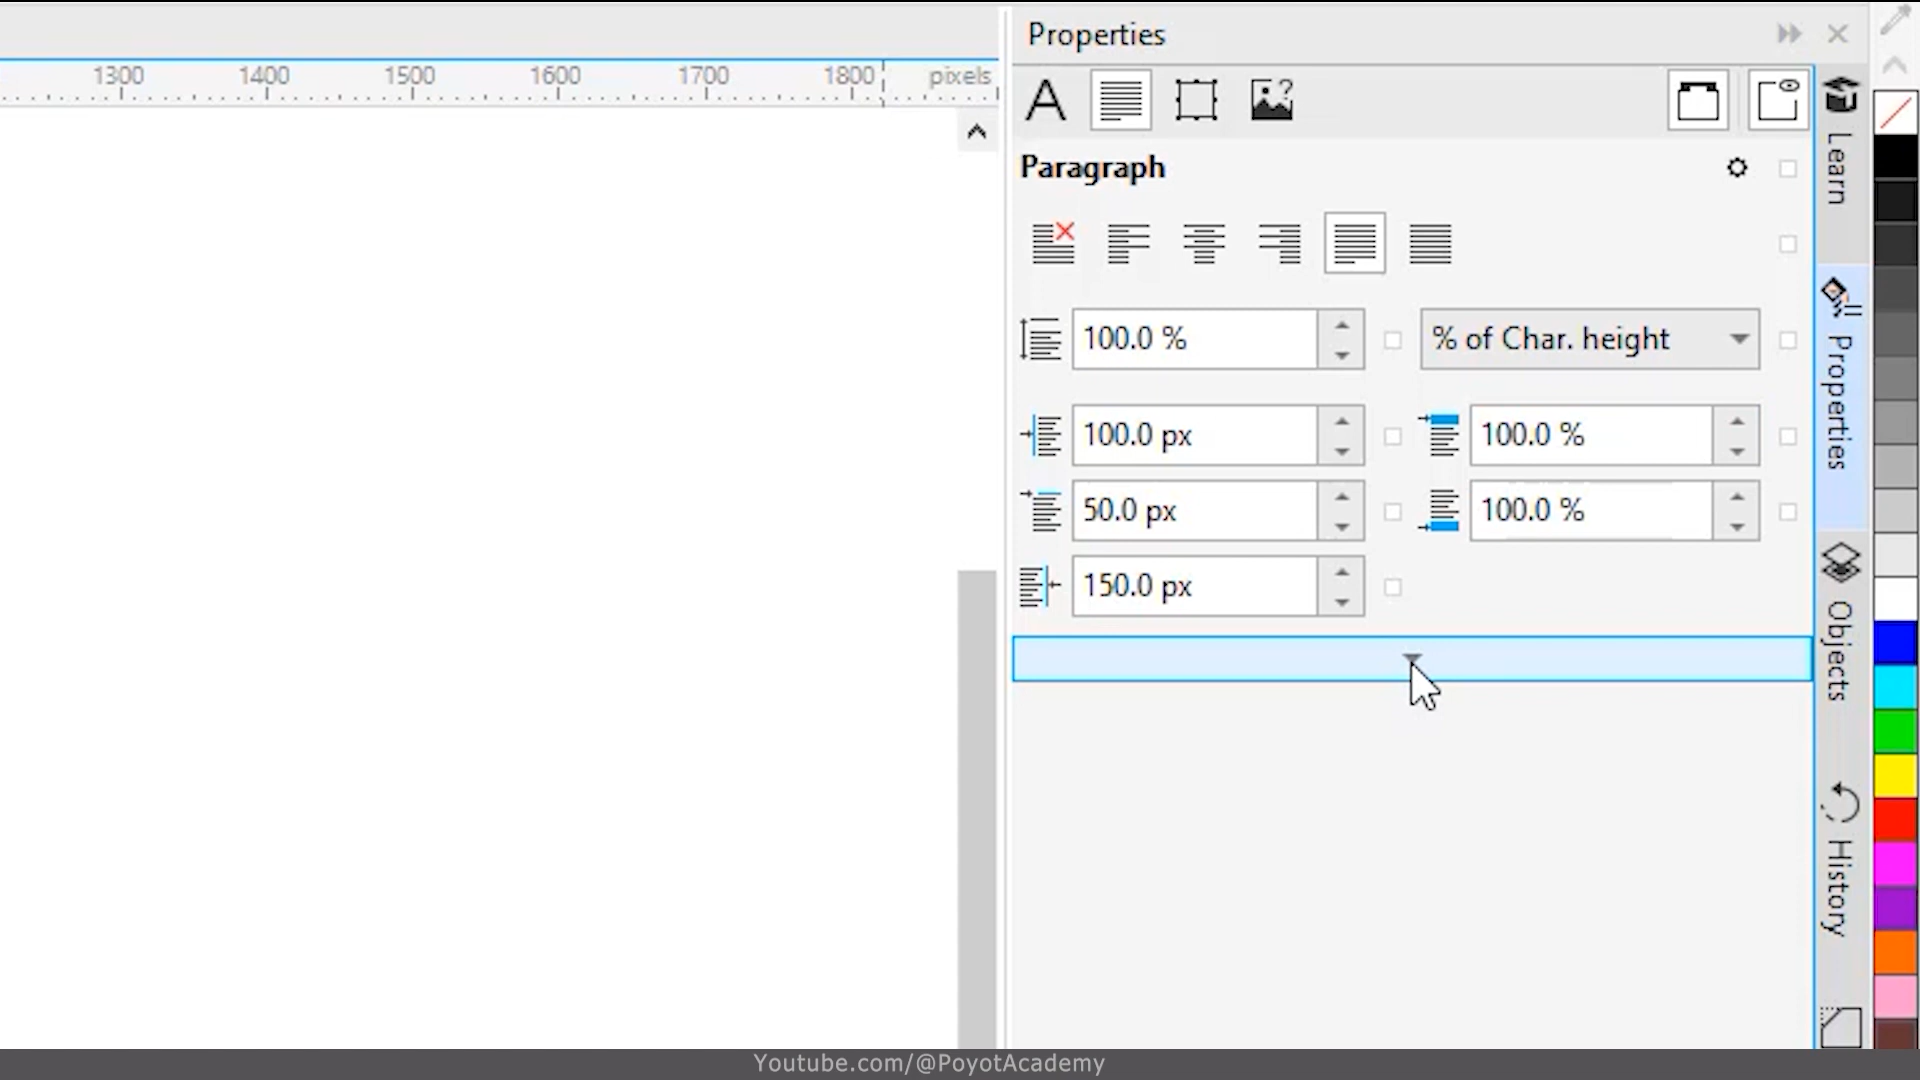 Properties
1300 1400 1500 1600 1700 1800 pixels
A
Paragraph
100.0 %
% of Char. height
100.0 px
100.0 %
50.0 px
100.0 %
150.0 px
Learn
Properties
Objects
History
Youtube.com/@PoyotAcademy